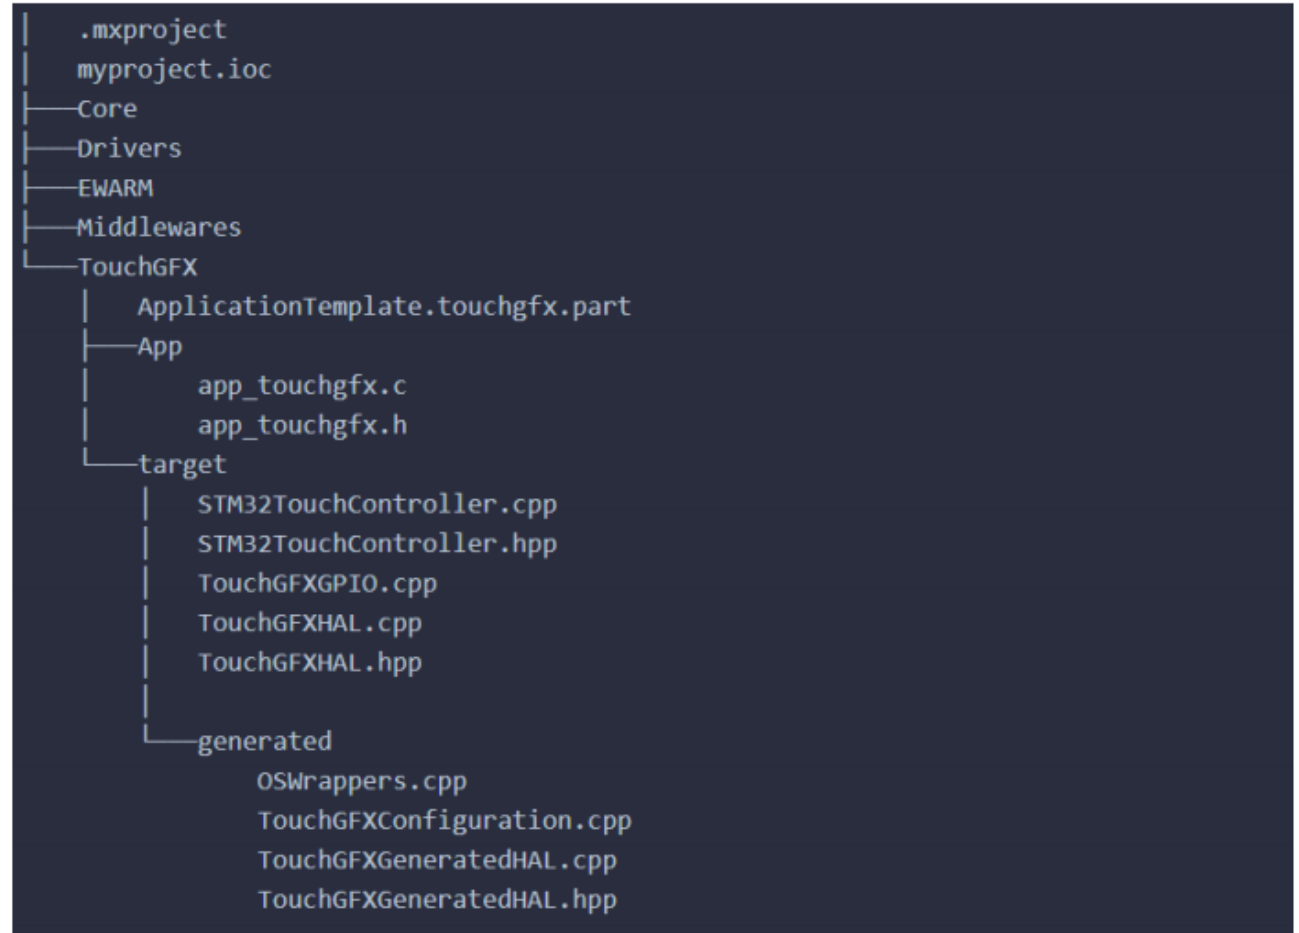 │   .mxproject
│   myproject.ioc
├───Core
├───Drivers
├───EWARM
├───Middlewares
└───TouchGFX
    │   ApplicationTemplate.touchgfx.part
    ├───App
    │       app_touchgfx.c
    │       app_touchgfx.h
    └───target
        │   STM32TouchController.cpp
        │   STM32TouchController.hpp
        │   TouchGFXGPIO.cpp
        │   TouchGFXHAL.cpp
        │   TouchGFXHAL.hpp
        │
        └───generated
                OSWrappers.cpp
                TouchGFXConfiguration.cpp
                TouchGFXGeneratedHAL.cpp
                TouchGFXGeneratedHAL.hpp